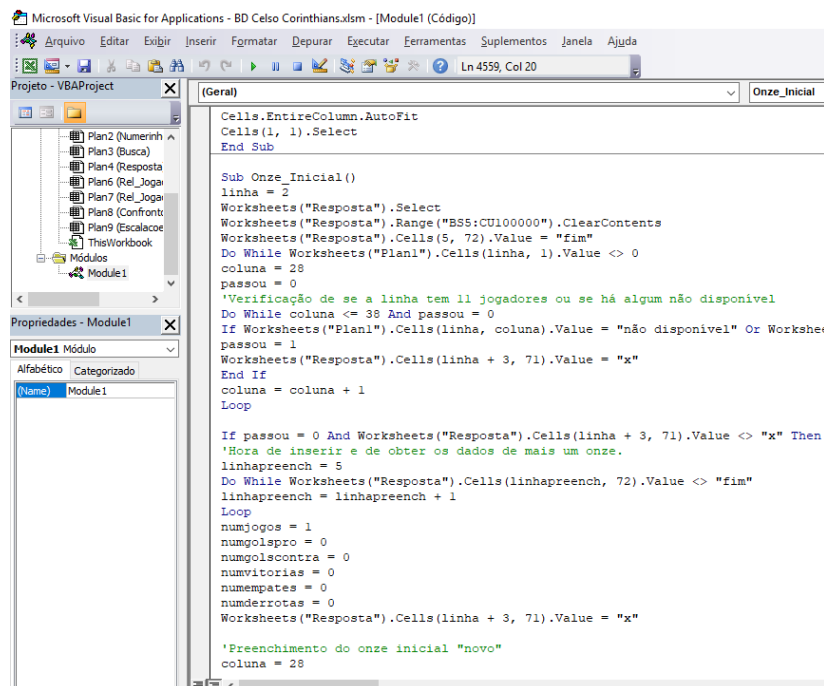 Microsoft Visual Basic for Applications - BD Celso Corinthians.xlsm - [Module1 (Código)]
Arquivo Editar Exibir Inserir Formatar Depurar Executar Ferramentas Suplementos Janela Ajuda
Ln 4559, Col 20
Projeto - VBAProject
Plan2 (Numerinh
Plan3 (Busca)
Plan4 (Resposta
Plan6 (Rel_Joga
Plan7 (Rel_Joga
Plan8 (Confronto
Plan9 (Escalacoe
ThisWorkbook
Módulos
Module1
Propriedades - Module1
Module1 Módulo
Alfabético Categorizado
(Name) Module1
(Geral) Onze_Inicial
Cells.EntireColumn.AutoFit
Cells(1, 1).Select
End Sub
Sub Onze_Inicial()
linha = 2
Worksheets("Resposta").Select
Worksheets("Resposta").Range("BS5:CU100000").ClearContents
Worksheets("Resposta").Cells(5, 72).Value = "fim"
Do While Worksheets("Plan1").Cells(linha, 1).Value <> 0
coluna = 28
passou = 0
'Verificação de se a linha tem 11 jogadores ou se há algum não disponível
Do While coluna <= 38 And passou = 0
If Worksheets("Plan1").Cells(linha, coluna).Value = "não disponível" Or Workshee
passou = 1
Worksheets("Resposta").Cells(linha + 3, 71).Value = "x"
End If
coluna = coluna + 1
Loop
If passou = 0 And Worksheets("Resposta").Cells(linha + 3, 71).Value <> "x" Then
'Hora de inserir e de obter os dados de mais um onze.
linhapreench = 5
Do While Worksheets("Resposta").Cells(linhapreench, 72).Value <> "fim"
linhapreench = linhapreench + 1
Loop
numjogos = 1
numgolspro = 0
numgolscontra = 0
numvitorias = 0
numempates = 0
numderrotas = 0
Worksheets("Resposta").Cells(linha + 3, 71).Value = "x"
'Preenchimento do onze inicial "novo"
coluna = 28